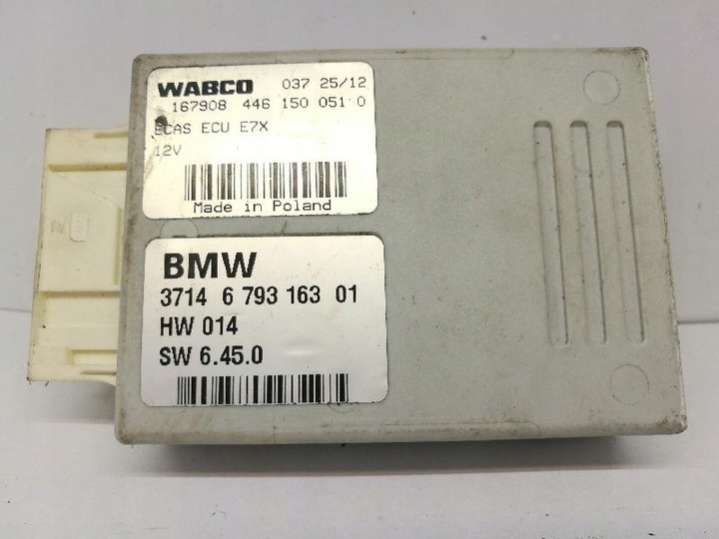 WABCO 037 25/12
167908 446 150 051 0
ECAS ECU E7X
12V
Made in Poland
BMW
3714 6 793 163 01
HW 014
SW 6.45.0